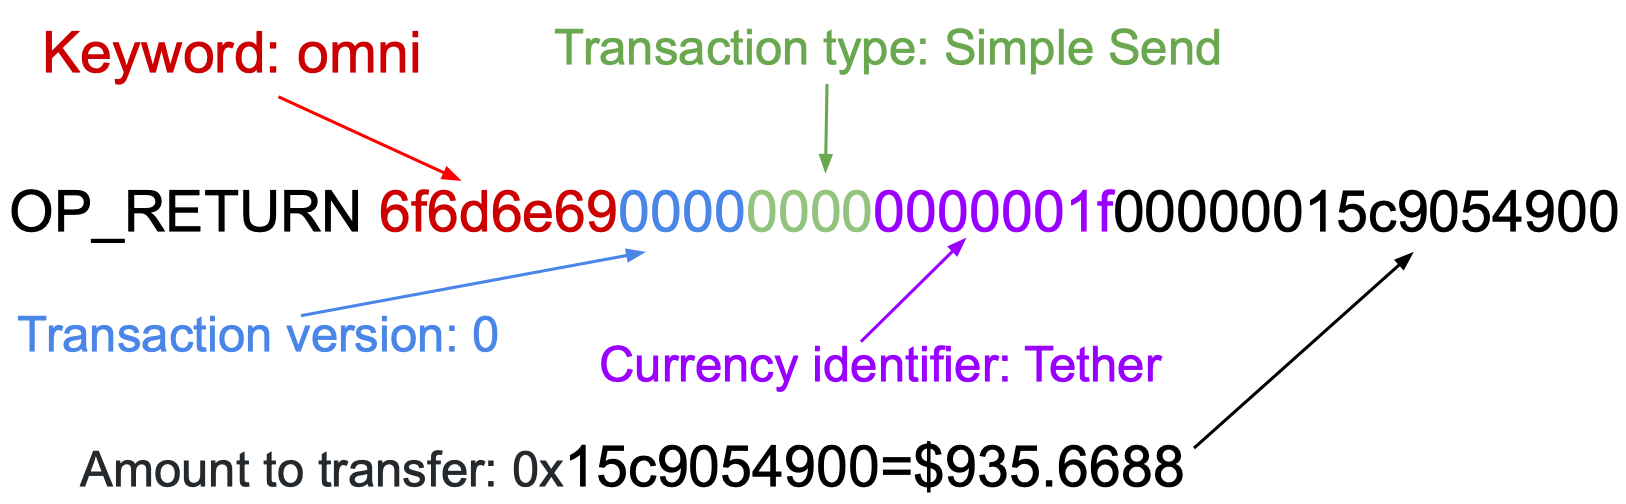 Keyword: omni
Transaction type: Simple Send
OP_RETURN 6f6d6e69000000000000001f00000015c9054900
Transaction version: 0
Currency identifier: Tether
Amount to transfer: 0x15c9054900=$935.6688